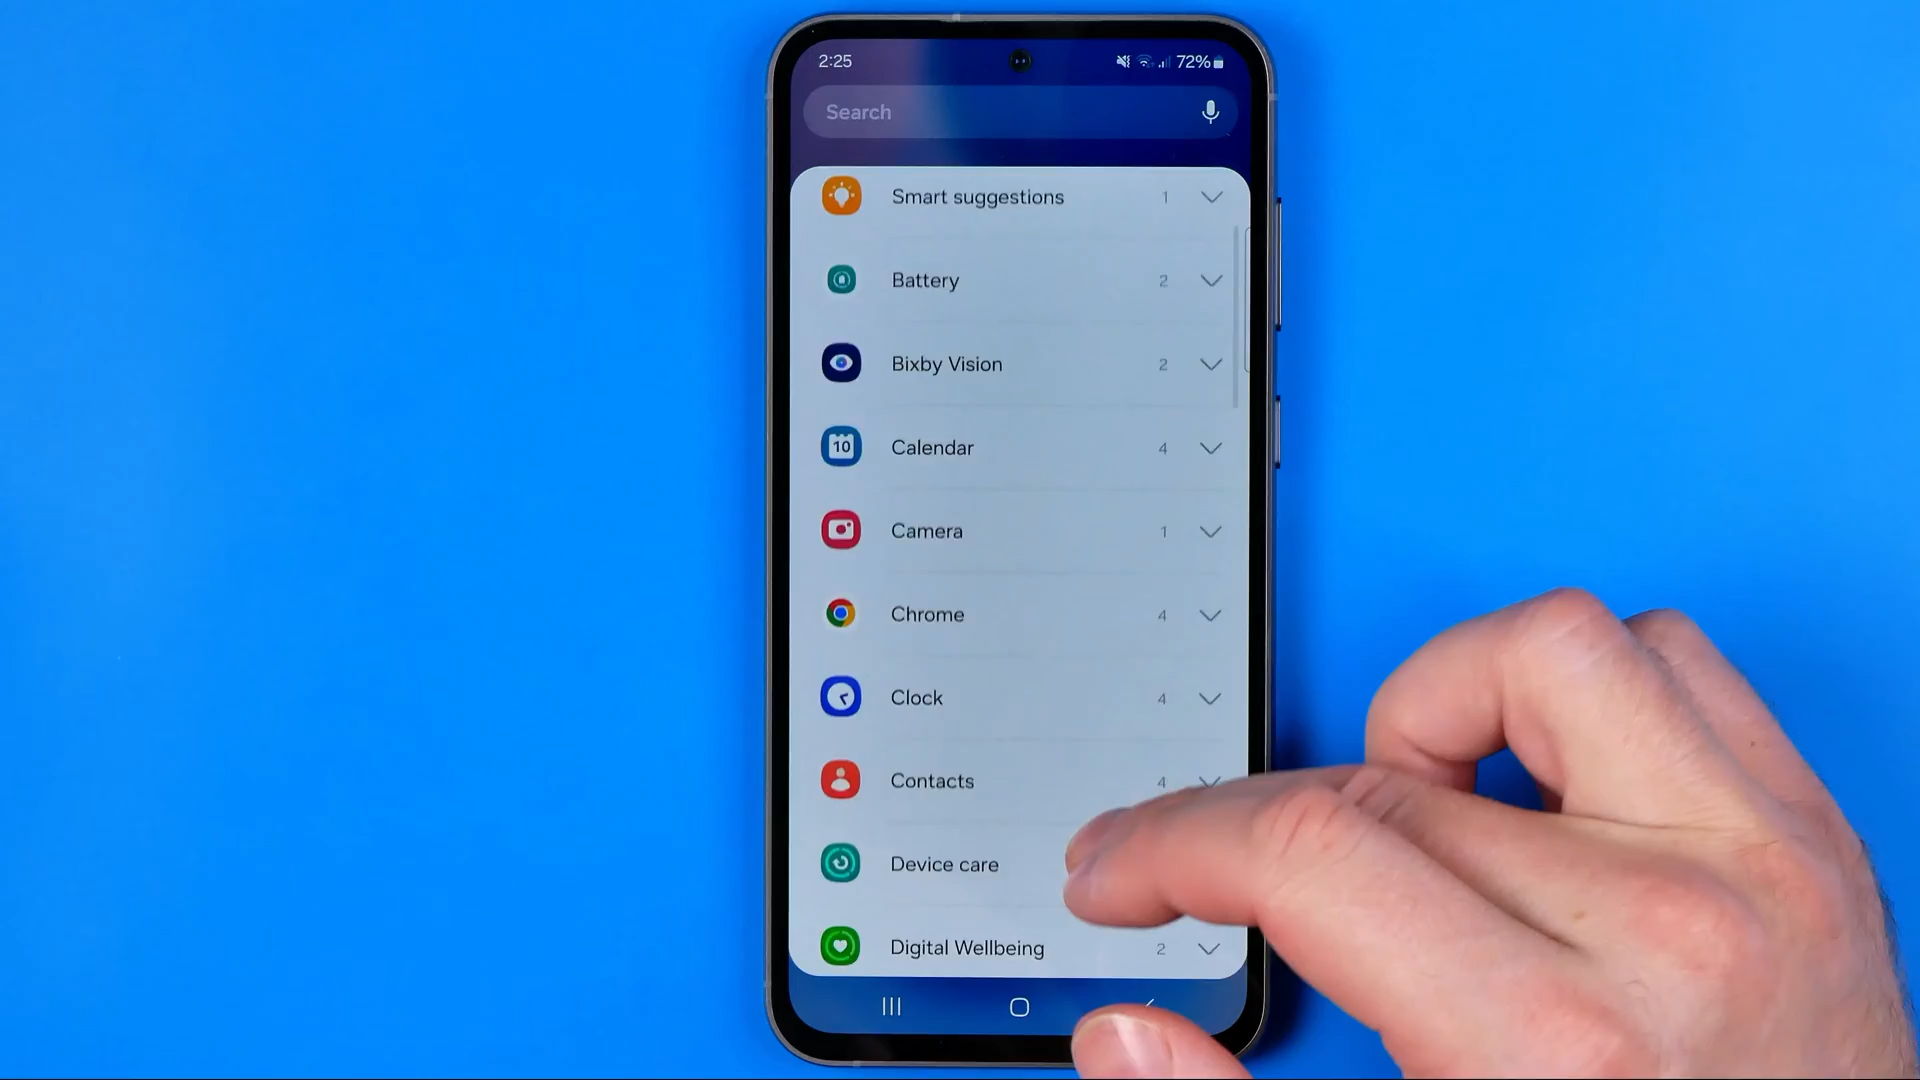 2:25 72%
Search
Smart suggestions 1
Battery 2
Bixby Vision 2
Calendar 4
10
Camera 1
Chrome 4
Clock 4
Contacts 4
Device care
Digital Wellbeing 2